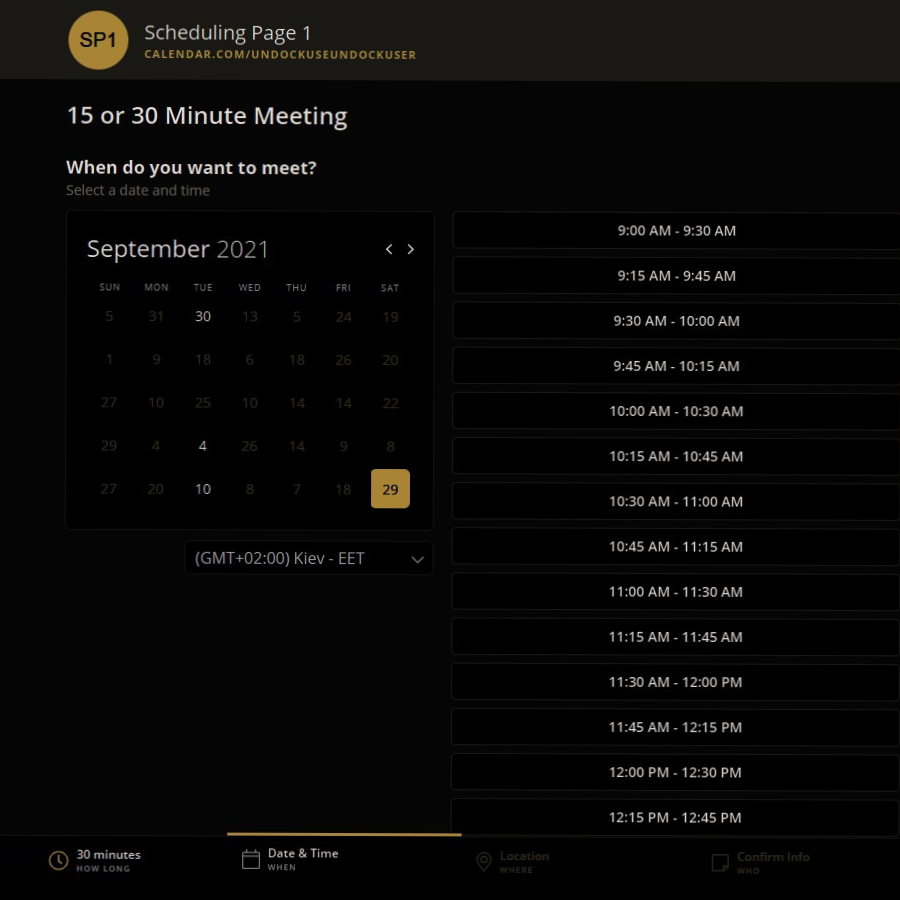 SP1
Scheduling Page 1
CALENDAR.COM/UNDOCKUSEUNDOCKUSER
15 or 30 Minute Meeting
When do you want to meet?
Select a date and time
September 2021
SUN MON TUE WED THU FRI SAT
5 31 30 13 5 24 19
1 9 18 6 18 26 20
27 10 25 10 14 14 22
29 4 4 26 14 9 8
27 20 10 8 7 18 29
(GMT+02:00) Kiev - EET
9:00 AM - 9:30 AM
9:15 AM - 9:45 AM
9:30 AM - 10:00 AM
9:45 AM - 10:15 AM
10:00 AM - 10:30 AM
10:15 AM - 10:45 AM
10:30 AM - 11:00 AM
10:45 AM - 11:15 AM
11:00 AM - 11:30 AM
11:15 AM - 11:45 AM
11:30 AM - 12:00 PM
11:45 AM - 12:15 PM
12:00 PM - 12:30 PM
12:15 PM - 12:45 PM
30 minutes
HOW LONG
Date & Time
WHEN
Location
WHERE
Confirm Info
WHO